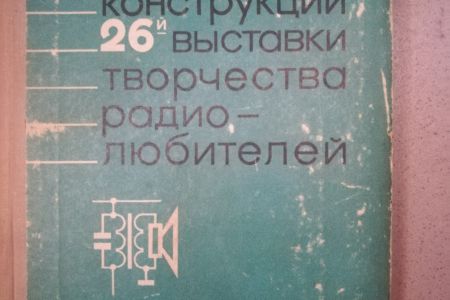 конструкций
26й выставки
творчества
радио–
любителей